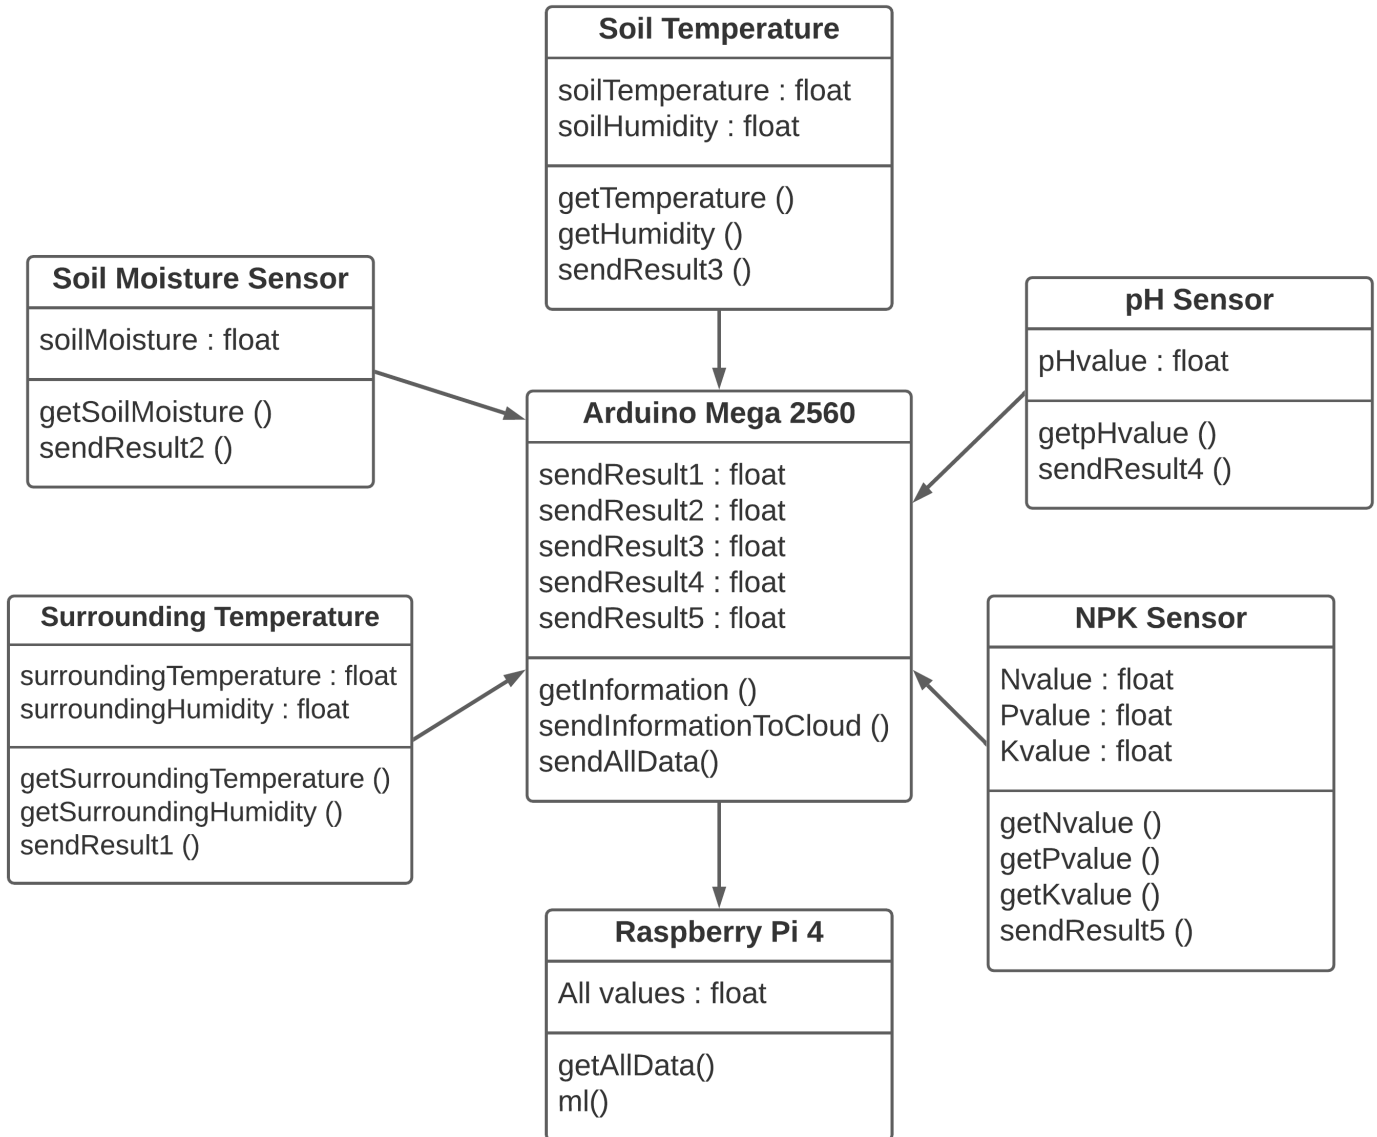 Soil Temperature
soilTemperature : float
soilHumidity : float
getTemperature ()
getHumidity ()
sendResult3 ()
Soil Moisture Sensor
soilMoisture : float
getSoilMoisture ()
sendResult2 ()
pH Sensor
pHvalue : float
getpHvalue ()
sendResult4 ()
Arduino Mega 2560
sendResult1 : float
sendResult2 : float
sendResult3 : float
sendResult4 : float
sendResult5 : float
getInformation ()
sendInformationToCloud ()
sendAllData()
Surrounding Temperature
surroundingTemperature : float
surroundingHumidity : float
getSurroundingTemperature ()
getSurroundingHumidity ()
sendResult1 ()
NPK Sensor
Nvalue : float
Pvalue : float
Kvalue : float
getNvalue ()
getPvalue ()
getKvalue ()
sendResult5 ()
Raspberry Pi 4
All values : float
getAllData()
ml()